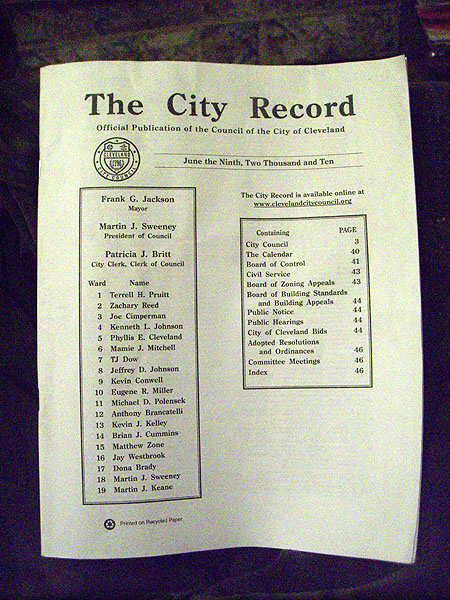 The City Record
Official Publication of the Council of the City of Cleveland
CLEVELAND
CITY COUNCIL
June the Ninth, Two Thousand and Ten
Frank G. Jackson
Mayor
Martin J. Sweeney
President of Council
Patricia J. Britt
City Clerk, Clerk of Council
Ward Name
1 Terrell H. Pruitt
2 Zachary Reed
3 Joe Cimperman
4 Kenneth L. Johnson
5 Phyllis E. Cleveland
6 Mamie J. Mitchell
7 TJ Dow
8 Jeffrey D. Johnson
9 Kevin Conwell
10 Eugene R. Miller
11 Michael D. Polensek
12 Anthony Brancatelli
13 Kevin J. Kelley
14 Brian J. Cummins
15 Matthew Zone
16 Jay Westbrook
17 Dona Brady
18 Martin J. Sweeney
19 Martin J. Keane
Printed on Recycled Paper
The City Record is available online at
www.clevelandcitycouncil.org
Containing PAGE
City Council 3
The Calendar 40
Board of Control 41
Civil Service 43
Board of Zoning Appeals 43
Board of Building Standards
and Building Appeals 44
Public Notice 44
Public Hearings 44
City of Cleveland Bids 44
Adopted Resolutions
and Ordinances 46
Committee Meetings 46
Index 46